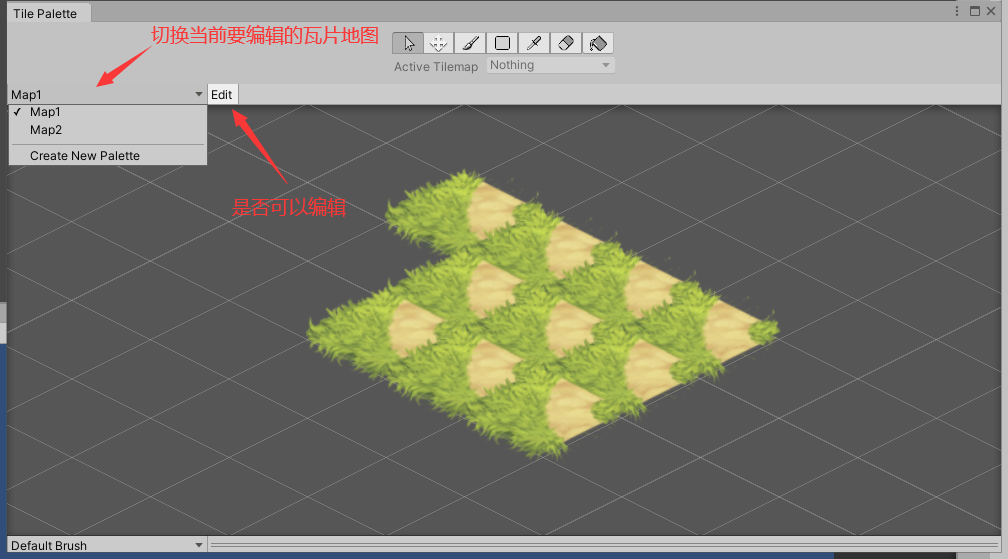 Tile Palette
切换当前要编辑的瓦片地图
Active Tilemap Nothing
Map1 Edit
✓ Map1
Map2
Create New Palette
是否可以编辑
Default Brush